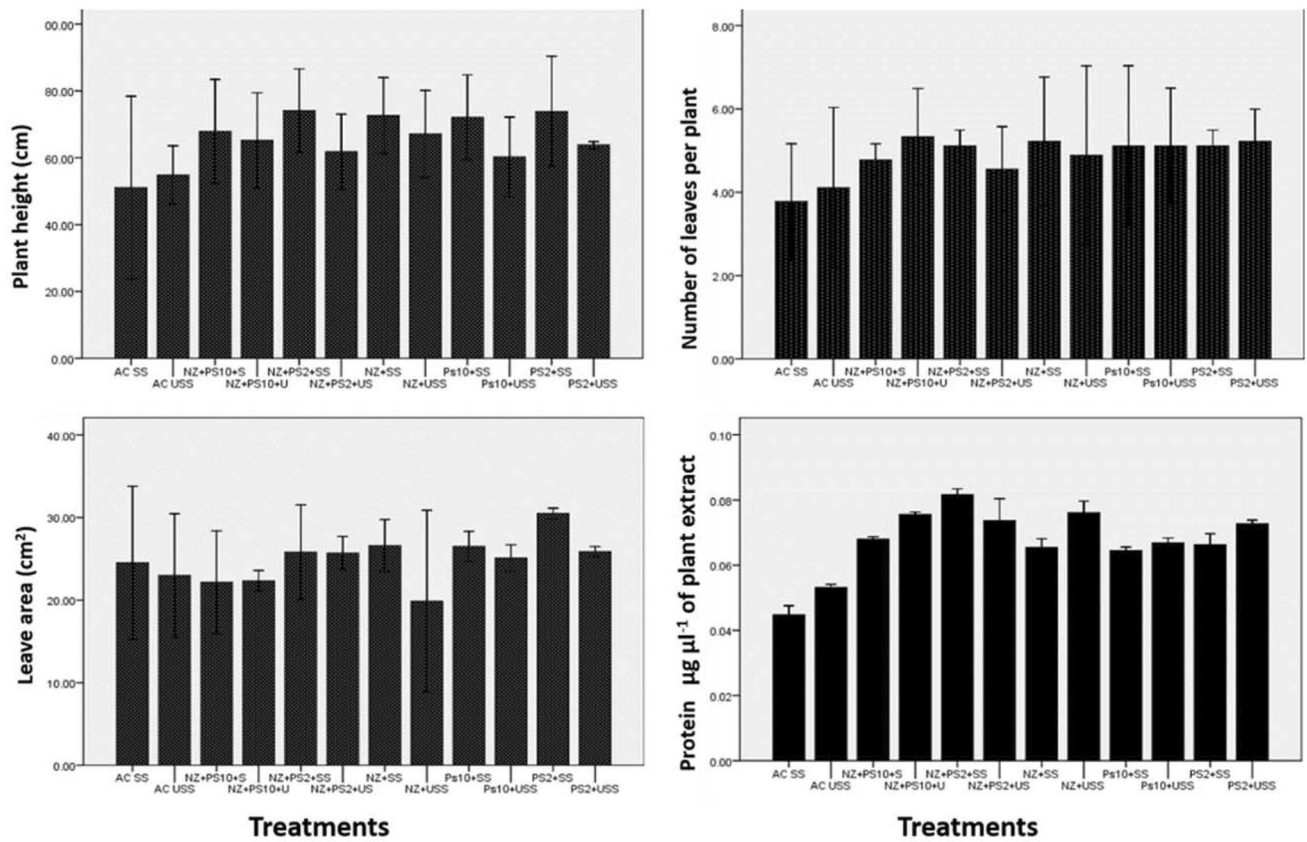 Plant height (cm)
00.00
80.00
60.00
40.00
20.00
0.00
AC SS
AC USS
NZ+PS10+S
NZ+PS10+U
NZ+PS2+SS
NZ+PS2+US
NZ+SS
NZ+USS
Ps10+SS
Ps10+USS
PS2+SS
PS2+USS
Number of leaves per plant
8.00
6.00
4.00
2.00
0.00
AC SS
AC USS
NZ+PS10+S
NZ+PS10+U
NZ+PS2+SS
NZ+PS2+US
NZ+SS
NZ+USS
Ps10+SS
Ps10+USS
PS2+SS
PS2+USS
Leave area (cm²)
40.00
30.00
20.00
10.00
0.00
AC SS
AC USS
NZ+PS10+S
NZ+PS10+U
NZ+PS2+SS
NZ+PS2+US
NZ+SS
NZ+USS
Ps10+SS
Ps10+USS
PS2+SS
PS2+USS
Treatments
Protein µg µl⁻¹ of plant extract
0.10
0.08
0.06
0.04
0.02
0.00
AC SS
AC USS
NZ+PS10+S
NZ+PS10+U
NZ+PS2+SS
NZ+PS2+US
NZ+SS
NZ+USS
Ps10+SS
Ps10+USS
PS2+SS
PS2+USS
Treatments